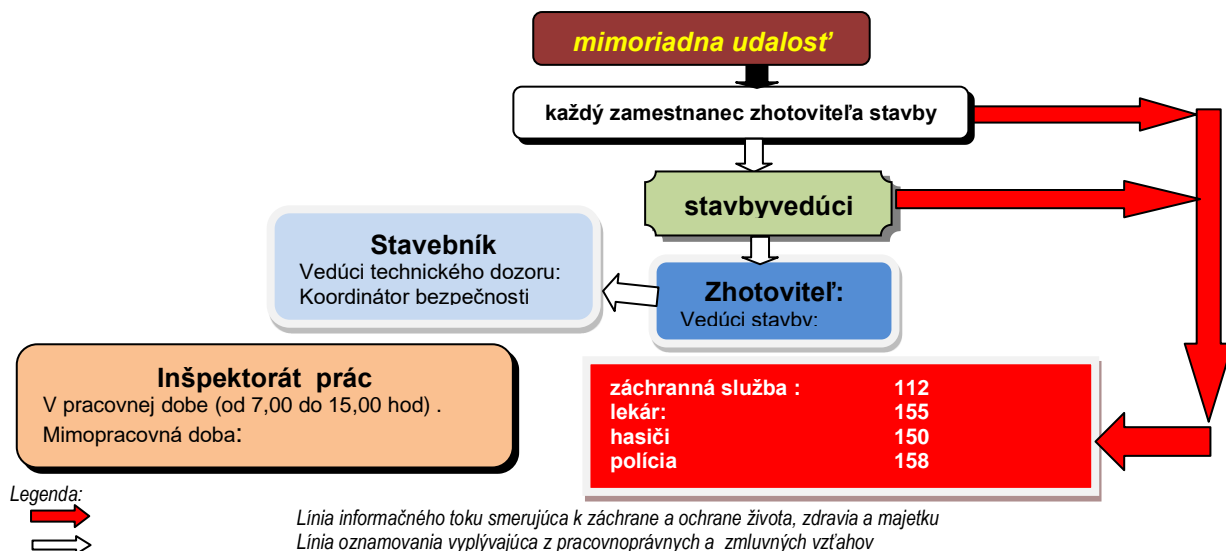 mimoriadna udalosť
každý zamestnanec zhotoviteľa stavby
stavbyvedúci
Stavebník
Vedúci technického dozoru:
Koordinátor bezpečnosti
Zhotoviteľ:
Vedúci stavby:
Inšpektorát prác
V pracovnej dobe (od 7,00 do 15,00 hod) .
Mimopracovná doba:
záchranná služba : 112
lekár: 155
hasiči 150
polícia 158
Legenda:
Línia informačného toku smerujúca k záchrane a ochrane života, zdravia a majetku
Línia oznamovania vyplývajúca z pracovnoprávnych a zmluvných vzťahov